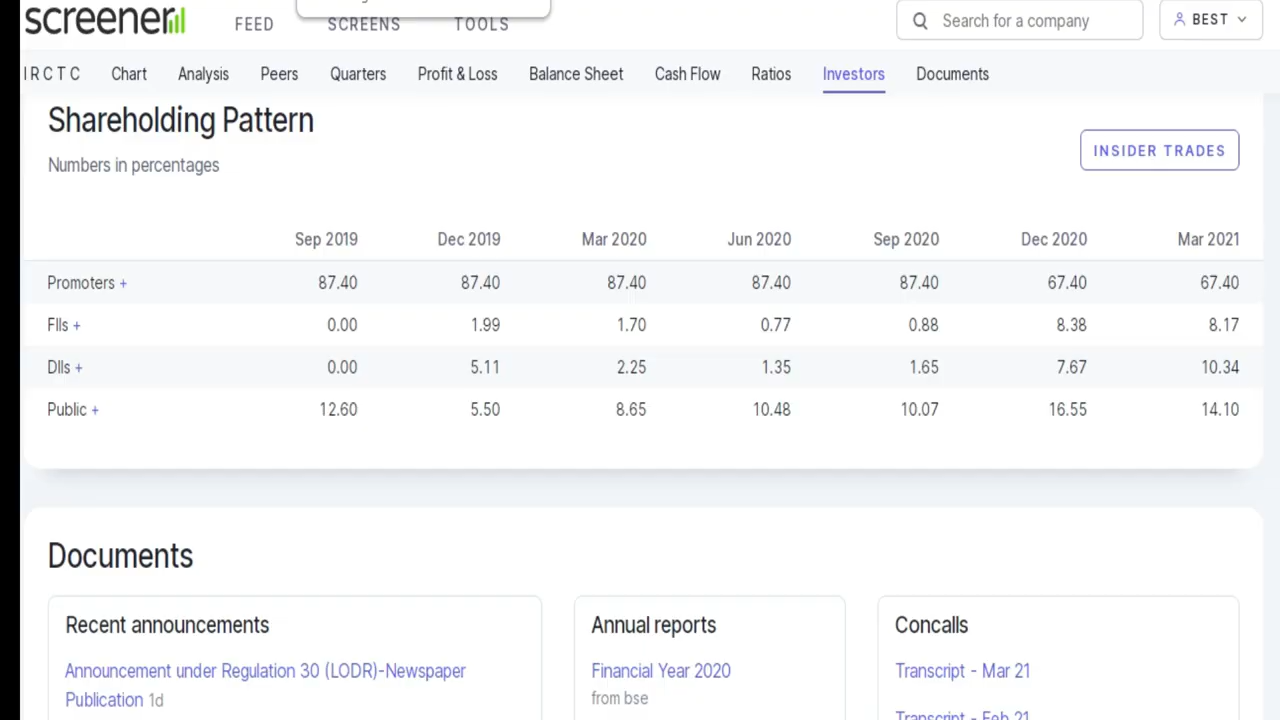 screener
FEED SCREENS TOOLS Search for a company BEST
IRCTC Chart Analysis Peers Quarters Profit & Loss Balance Sheet Cash Flow Ratios Investors Documents
Shareholding Pattern
Numbers in percentages
INSIDER TRADES
Sep 2019 Dec 2019 Mar 2020 Jun 2020 Sep 2020 Dec 2020 Mar 2021
Promoters + 87.40 87.40 87.40 87.40 87.40 67.40 67.40
FIIs + 0.00 1.99 1.70 0.77 0.88 8.38 8.17
DIIs + 0.00 5.11 2.25 1.35 1.65 7.67 10.34
Public + 12.60 5.50 8.65 10.48 10.07 16.55 14.10
Documents
Recent announcements
Announcement under Regulation 30 (LODR)-Newspaper
Publication 1d
Annual reports
Financial Year 2020
from bse
Concalls
Transcript - Mar 21
Transcript - Feb 21